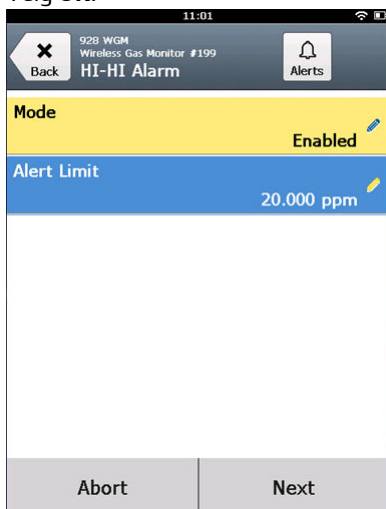 11:01
928 WGM
Wireless Gas Monitor #199
HI-HI Alarm
Back
Alerts
Mode
Enabled
Alert Limit
20.000 ppm
Abort
Next